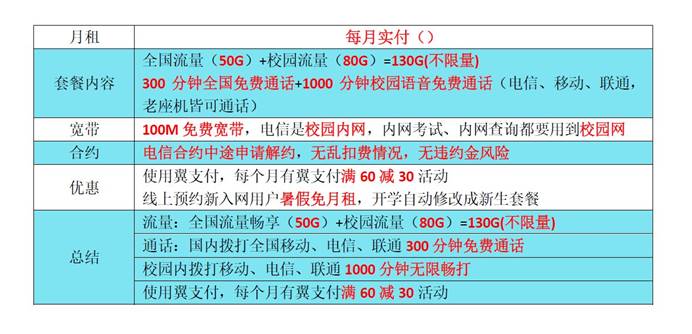 月租 每月实付（）
全国流量（50G）+校园流量（80G）=130G(不限量)
套餐内容 300 分钟全国免费通话+1000 分钟校园语音免费通话（电信、移动、联通，
老座机皆可通话）
宽带 100M 免费宽带，电信是校园内网，内网考试、内网查询都要用到校园网
合约 电信合约中途申请解约，无乱扣费情况，无违约金风险
优惠 使用翼支付，每个月有翼支付满 60 减 30 活动
线上预约新入网用户暑假免月租，开学自动修改成新生套餐
总结 流量：全国流量畅享（50G）+校园流量（80G）=130G(不限量)
通话：国内拨打全国移动、电信、联通 300 分钟免费通话
校园内拨打移动、电信、联通 1000 分钟无限畅打
使用翼支付，每个月有翼支付满 60 减 30 活动